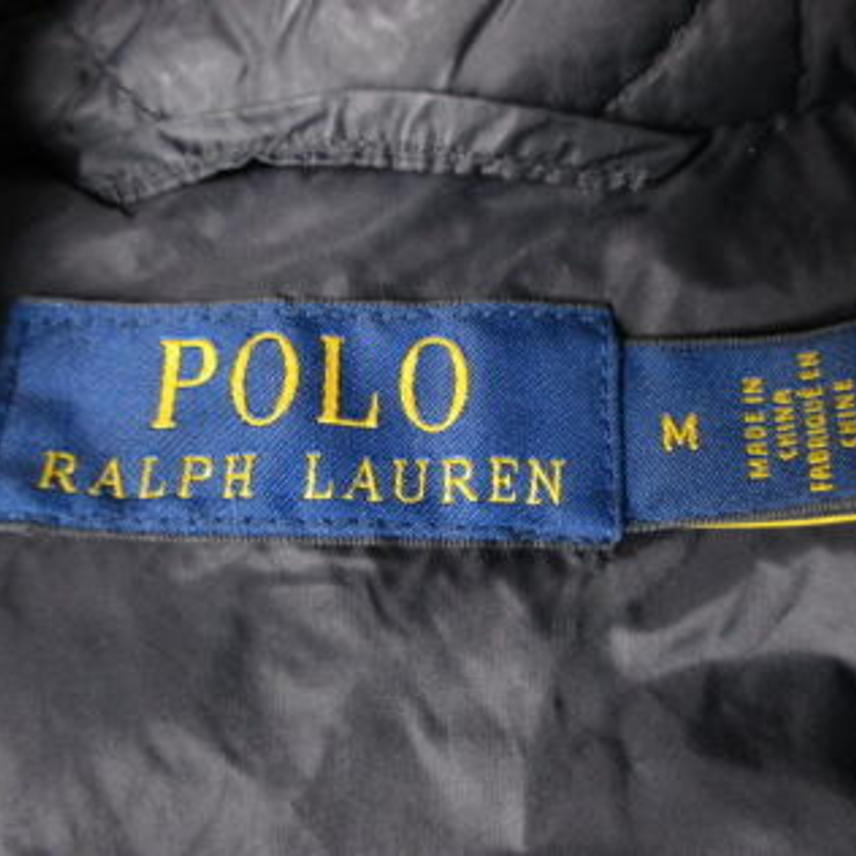 POLO
RALPH LAUREN
M
MADE IN
CHINA
FABRIQUÉ EN
CHINE